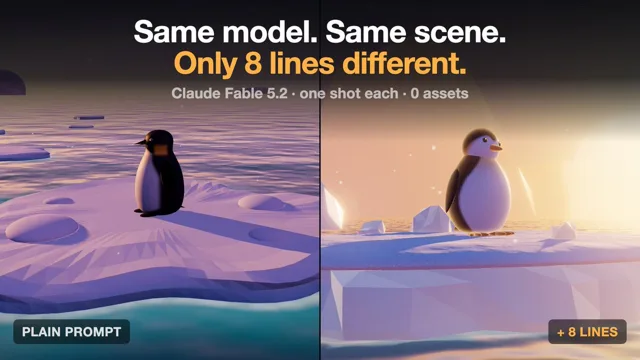 Same model. Same scene.
Only 8 lines different.
Claude Fable 5.2 · one shot each · 0 assets
PLAIN PROMPT
+ 8 LINES